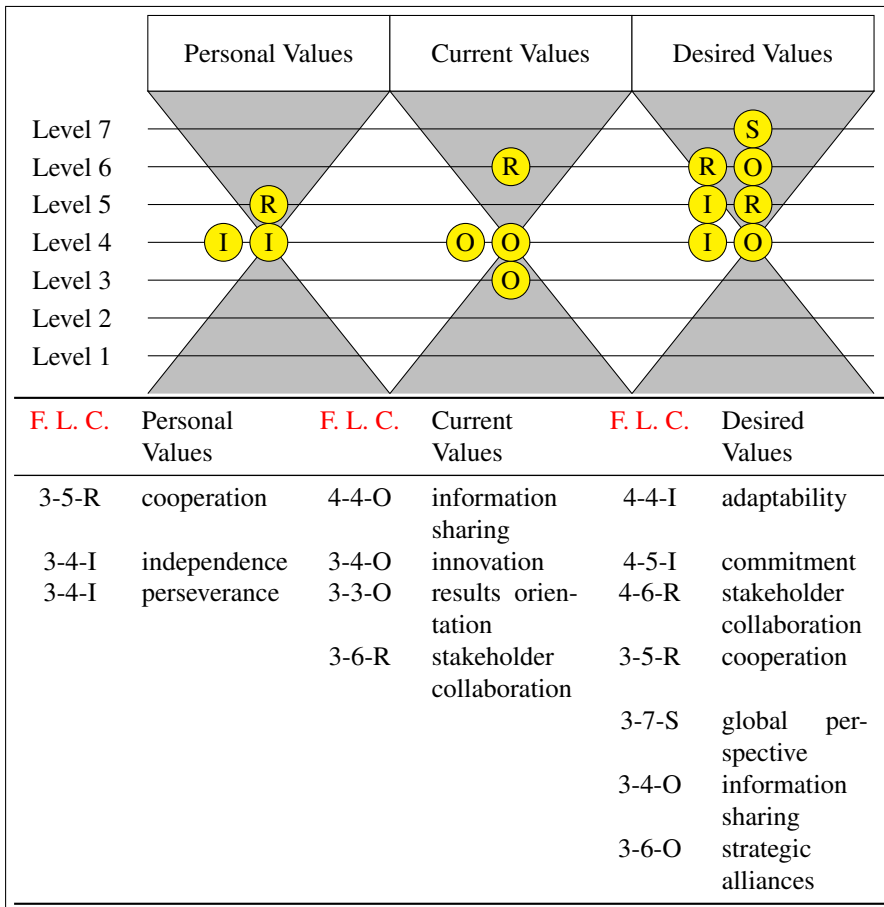 Personal Values Current Values Desired Values
Level 7 S
Level 6 R R O
Level 5 R I R
Level 4 I I O O I O
Level 3 O
Level 2
Level 1
F. L. C. Personal F. L. C. Current F. L. C. Desired
Values Values Values
3-5-R cooperation 4-4-O information 4-4-I adaptability
sharing
3-4-I independence 3-4-O innovation 4-5-I commitment
3-4-I perseverance 3-3-O results orien- 4-6-R stakeholder
tation collaboration
3-6-R stakeholder 3-5-R cooperation
collaboration
3-7-S global per-
spective
3-4-O information
sharing
3-6-O strategic
alliances